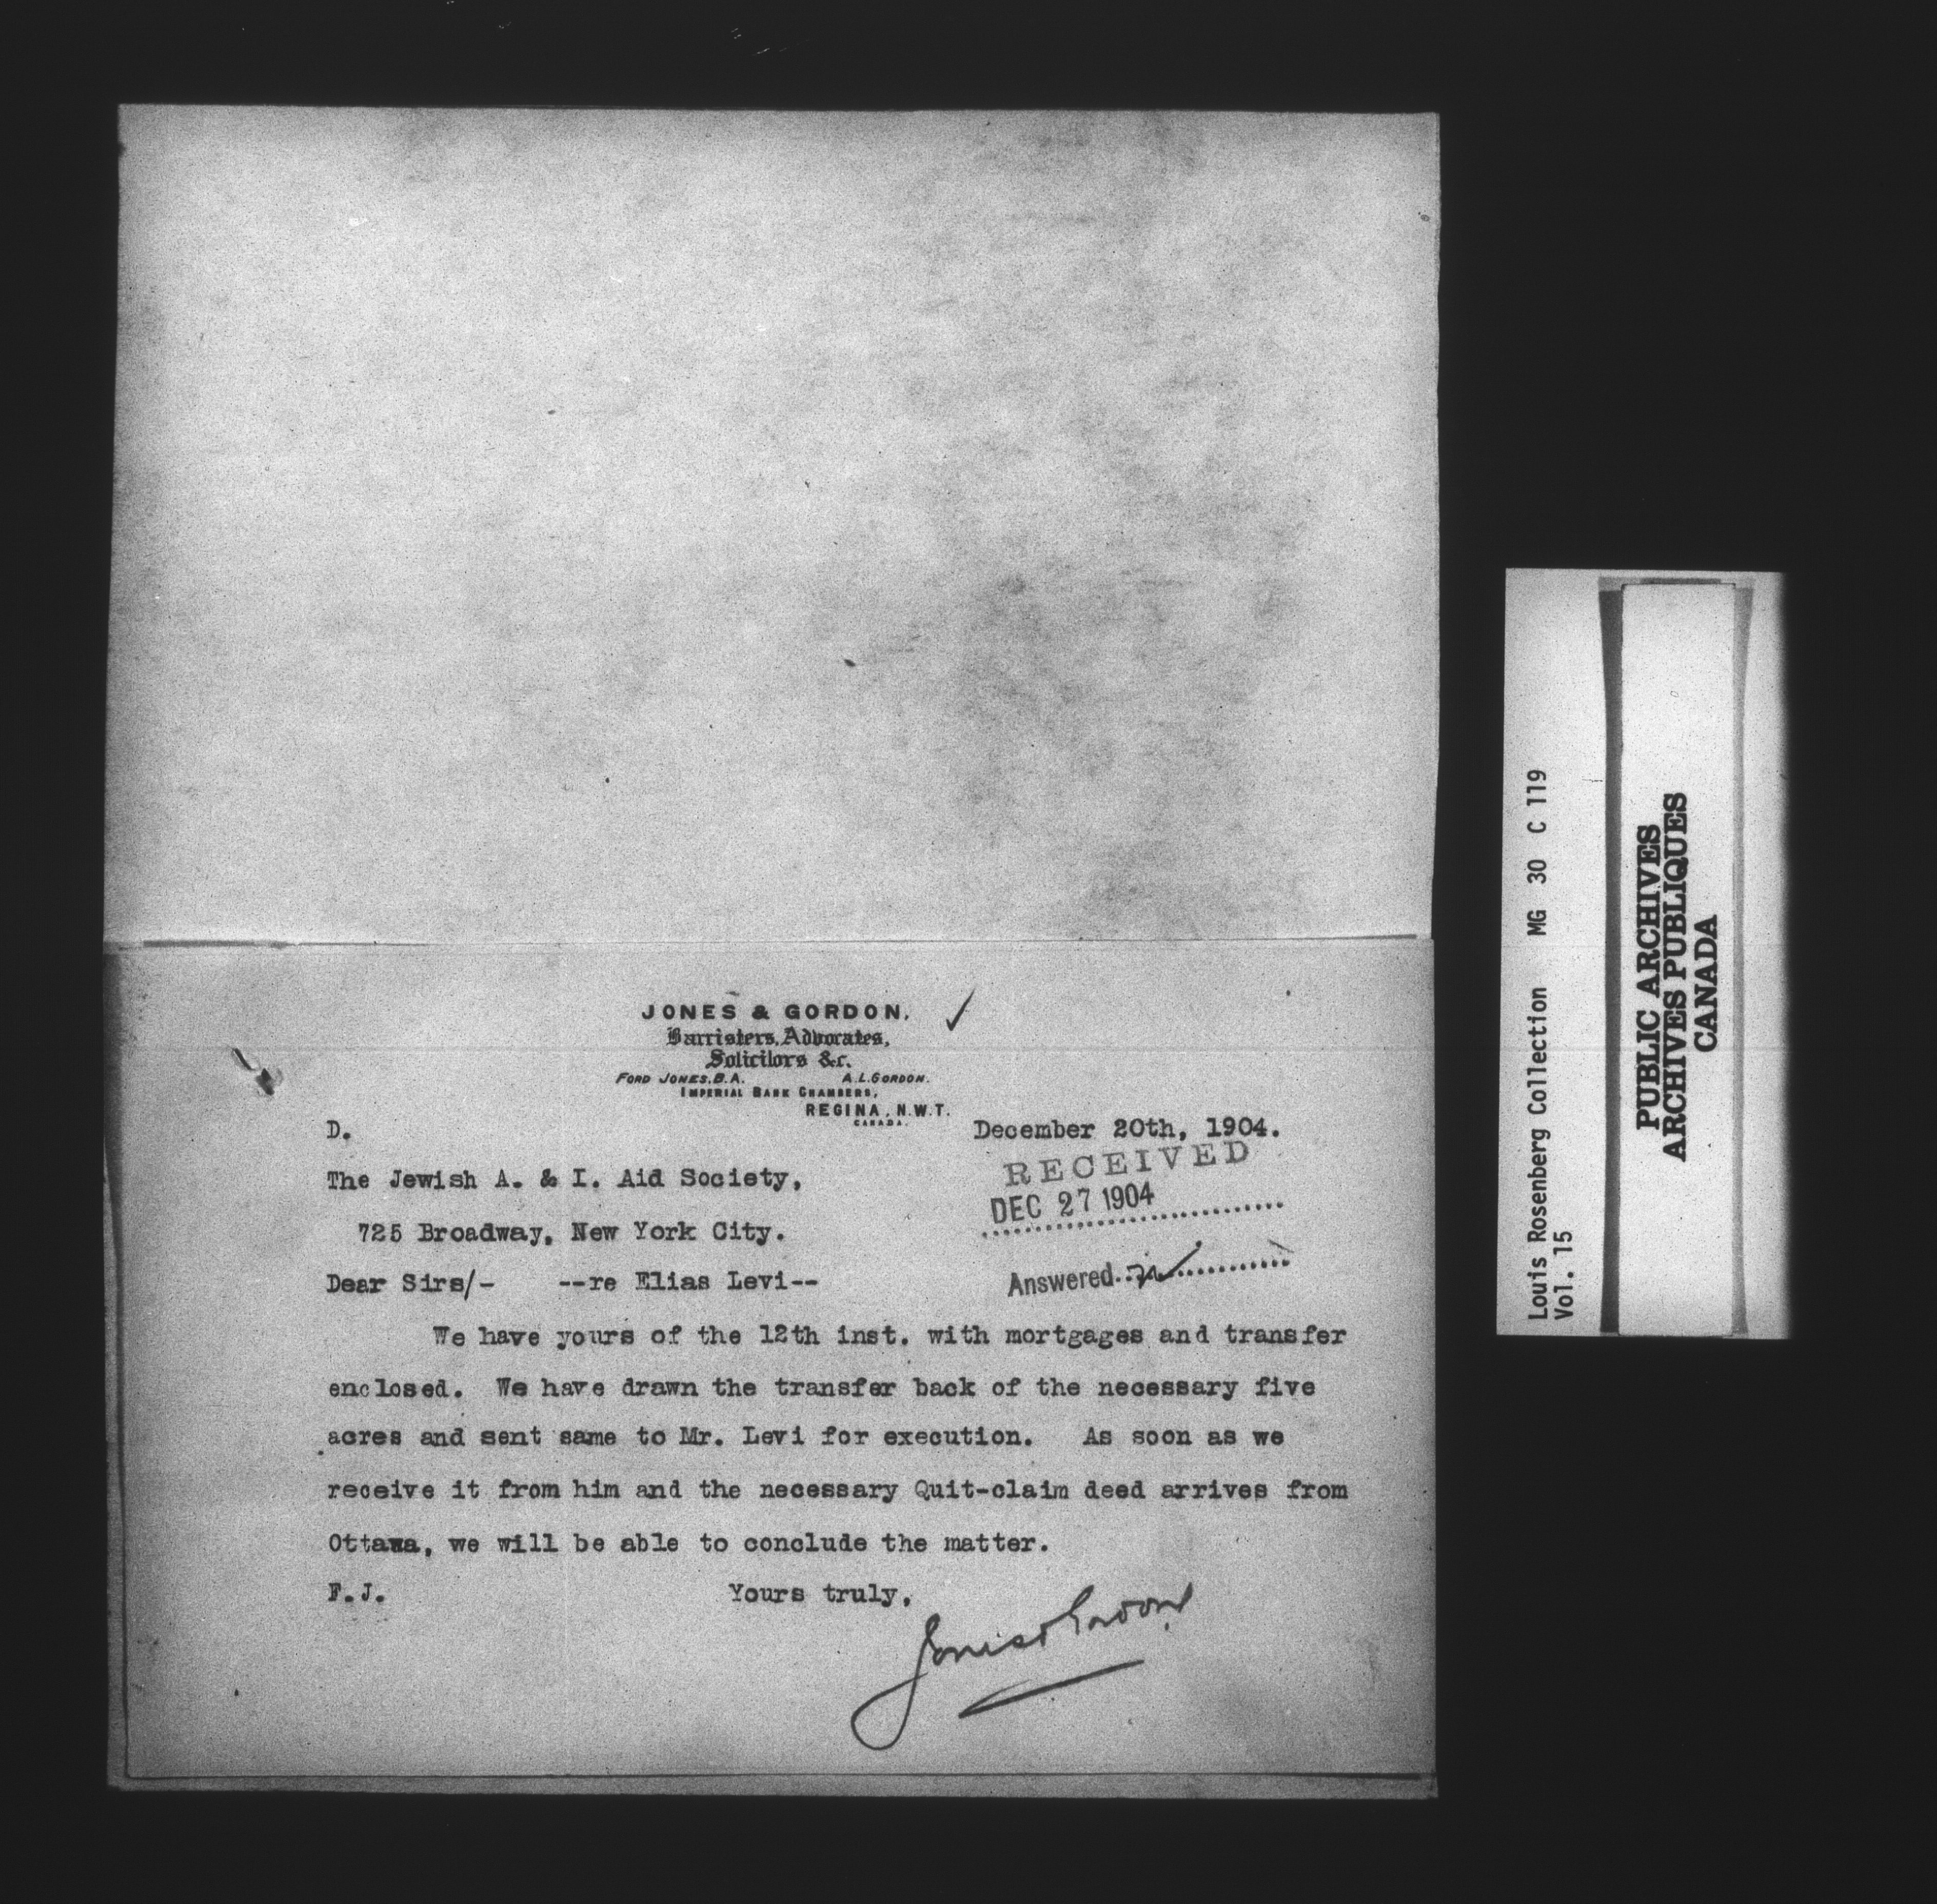 JONES & GORDON,
Barristers, Advocates,
Solicitors &c.
FORD JONES, B.A. A.L. GORDON.
IMPERIAL BANK CHAMBERS,
REGINA, N.W.T.
CANADA.
D. December 20th, 1904.
RECEIVED
The Jewish A. & I. Aid Society,
DEC 27 1904
725 Broadway, New York City.
Dear Sirs/- --re Elias Levi--
Answered
We have yours of the 12th inst. with mortgages and transfer
enclosed. We have drawn the transfer back of the necessary five
acres and sent same to Mr. Levi for execution. As soon as we
receive it from him and the necessary Quit-claim deed arrives from
Ottawa, we will be able to conclude the matter.
F.J. Yours truly,
Jones & Gordon
Louis Rosenberg Collection MG 30 C 119
Vol. 15
PUBLIC ARCHIVES
ARCHIVES PUBLIQUES
CANADA